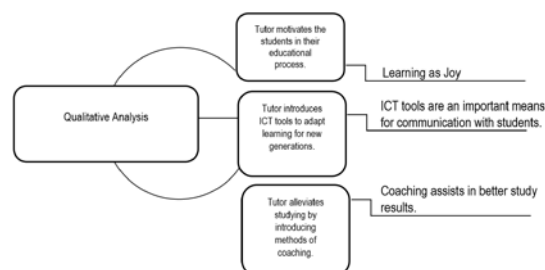 Tutor motivates the
students in their
educational
process.
Learning as Joy
Qualitative Analysis
Tutor introduces
ICT tools to adapt
learning for new
generations.
ICT tools are an important means
for communication with students.
Tutor alleviates
studying by
introducing
methods of
coaching.
Coaching assists in better study
results.